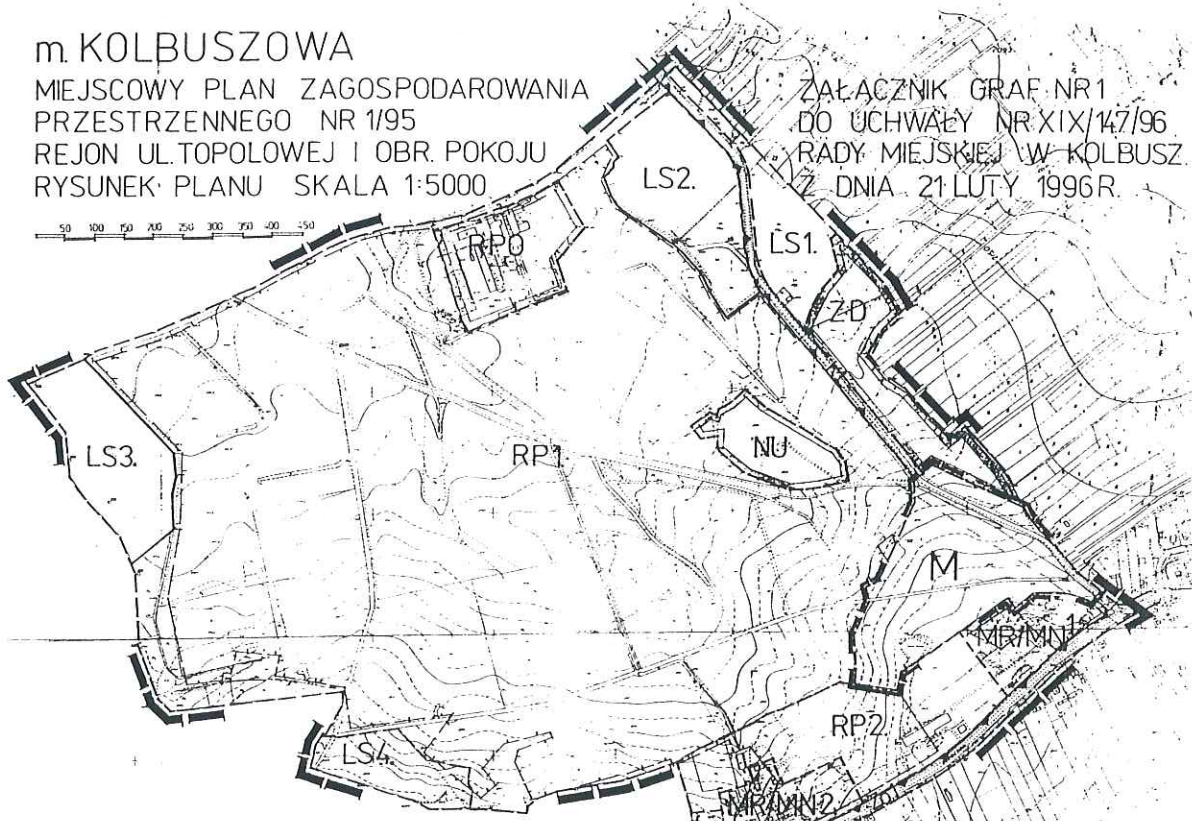 m. KOLBUSZOWA
MIEJSCOWY PLAN ZAGOSPODAROWANIA
PRZESTRZENNEGO NR 1/95
REJON UL. TOPOLOWEJ I OBR. POKOJU
RYSUNEK PLANU SKALA 1:5000
50 100 150 200 250 300 350 400 450
ZAŁĄCZNIK GRAF. NR 1
DO UCHWAŁY NR XIX/147/96
RADY MIEJSKIEJ W KOLBUSZ.
Z DNIA 21 LUTY 1996R.
LS2.
RPO
LS1.
ZD
LS3.
RP1
NU
M
MR/MN1
RP2.
LS4.
MR/MN2